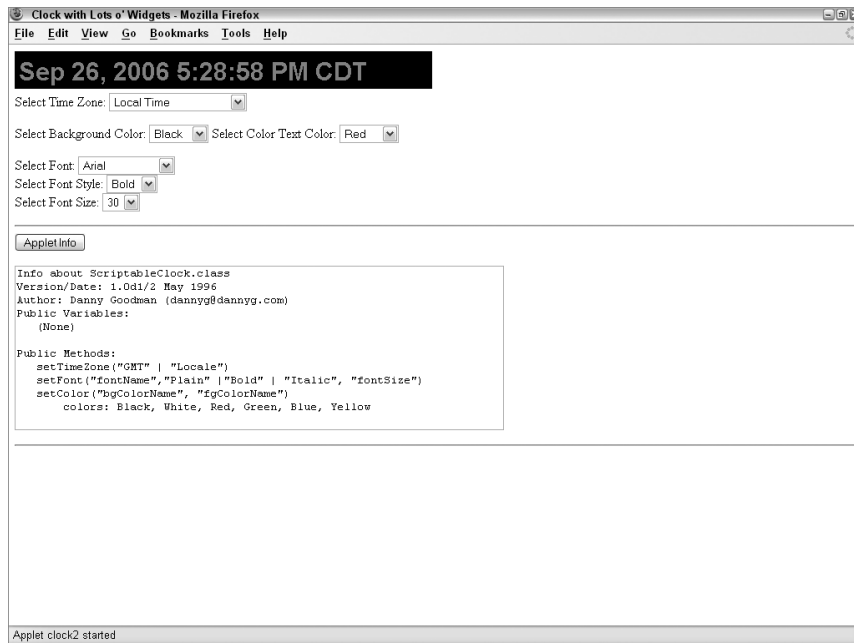 Clock with Lots o' Widgets - Mozilla Firefox
File Edit View Go Bookmarks Tools Help
Sep 26, 2006 5:28:58 PM CDT
Select Time Zone: Local Time
Select Background Color: Black Select Color Text Color: Red
Select Font: Arial
Select Font Style: Bold
Select Font Size: 30
Applet Info
Info about ScriptableClock.class
Version/Date: 1.0d1/2 May 1996
Author: Danny Goodman (dannyg@dannyg.com)
Public Variables:
(None)
Public Methods:
setTimeZone("GMT" | "Locale")
setFont("fontName","Plain" |"Bold" | "Italic", "fontSize")
setColor("bgColorName", "fgColorName")
colors: Black, White, Red, Green, Blue, Yellow
Applet clock2 started